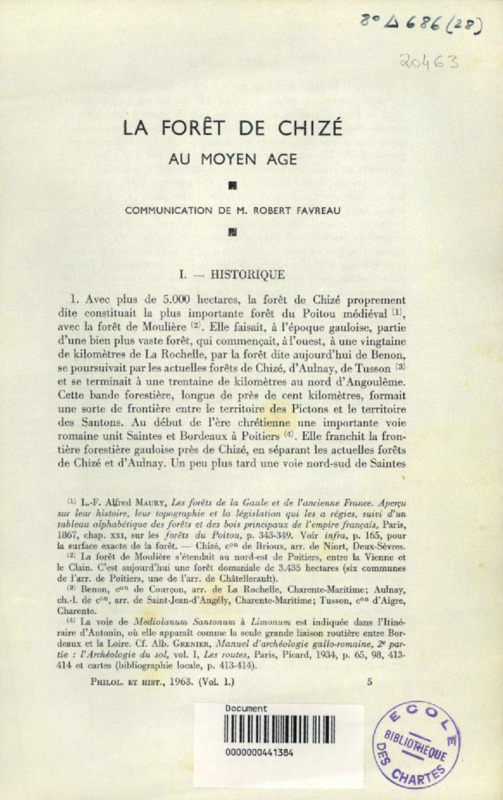 8º Δ 686 (28)
20463
LA FORÊT DE CHIZÉ
AU MOYEN AGE
COMMUNICATION DE M. ROBERT FAVREAU
I. — HISTORIQUE
1. Avec plus de 5.000 hectares, la forêt de Chizé proprement
dite constituait la plus importante forêt du Poitou médiéval (1),
avec la forêt de Moulière (2). Elle faisait, à l'époque gauloise, partie
d'une bien plus vaste forêt, qui commençait, à l'ouest, à une vingtaine
de kilomètres de La Rochelle, par la forêt dite aujourd'hui de Benon,
se poursuivait par les actuelles forêts de Chizé, d'Aulnay, de Tusson (3)
et se terminait à une trentaine de kilomètres au nord d'Angoulême.
Cette bande forestière, longue de près de cent kilomètres, formait
une sorte de frontière entre le territoire des Pictons et le territoire
des Santons. Au début de l'ère chrétienne une importante voie
romaine unit Saintes et Bordeaux à Poitiers (4). Elle franchit la fron-
tière forestière gauloise près de Chizé, en séparant les actuelles forêts
de Chizé et d'Aulnay. Un peu plus tard une voie nord-sud de Saintes
(1) L.-F. Alfred MAURY, Les forêts de la Gaule et de l'ancienne France. Aperçu
sur leur histoire, leur topographie et la législation qui les a régies, suivi d'un
tableau alphabétique des forêts et des bois principaux de l'empire français, Paris,
1867, chap. XXI, sur les forêts du Poitou, p. 343-349. Voir infra, p. 165, pour
la surface exacte de la forêt. — Chizé, con de Brioux, arr. de Niort, Deux-Sèvres.
(2) La forêt de Moulière s'étendait au nord-est de Poitiers, entre la Vienne et
le Clain. C'est aujourd'hui une forêt domaniale de 3.435 hectares (six communes
de l'arr. de Poitiers, une de l'arr. de Châtellerault).
(3) Benon, con de Courçon, arr. de La Rochelle, Charente-Maritime; Aulnay,
ch.-l. de con, arr. de Saint-Jean-d'Angély, Charente-Maritime; Tusson, con d'Aigre,
Charente.
(4) La voie de Mediolanum Santonum à Limonum est indiquée dans l'Itiné-
raire d'Antonin, où elle apparaît comme la seule grande liaison routière entre Bor-
deaux et la Loire. Cf. Alb. GRENIER, Manuel d'archéologie gallo-romaine, 2e par-
tie : l'Archéologie du sol, vol. I, Les routes, Paris, Picard, 1934, p. 65, 98, 413-
414 et cartes (bibliographie locale, p. 413-414).
PHILOL. ET HIST., 1963. (Vol. I.) 5
Document
0000000441384
ECOLE
BIBLIOTHEQUE
DES CHARTES